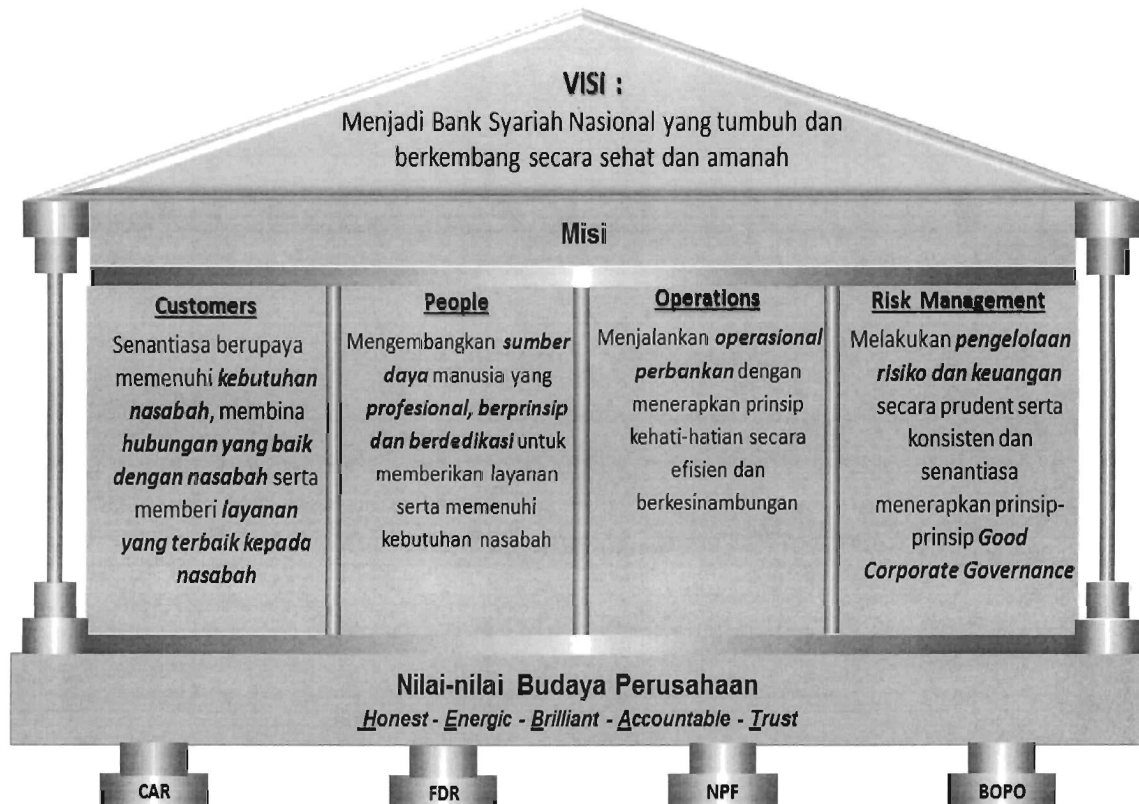 VISI :
Menjadi Bank Syariah Nasional yang tumbuh dan
berkembang secara sehat dan amanah
Misi
Customers
Senantiasa berupaya
memenuhi kebutuhan
nasabah, membina
hubungan yang baik
dengan nasabah serta
memberi layanan
yang terbaik kepada
nasabah
People
Mengembangkan sumber
daya manusia yang
profesional, berprinsip
dan berdedikasi untuk
memberikan layanan
serta memenuhi
kebutuhan nasabah
Operations
Menjalankan operasional
perbankan dengan
menerapkan prinsip
kehati-hatian secara
efisien dan
berkesinambungan
Risk Management
Melakukan pengelolaan
risiko dan keuangan
secara prudent serta
konsisten dan
senantiasa
menerapkan prinsip-
prinsip Good
Corporate Governance
Nilai-nilai Budaya Perusahaan
Honest - Energic - Brilliant - Accountable - Trust
CAR
FDR
NPF
BOPO